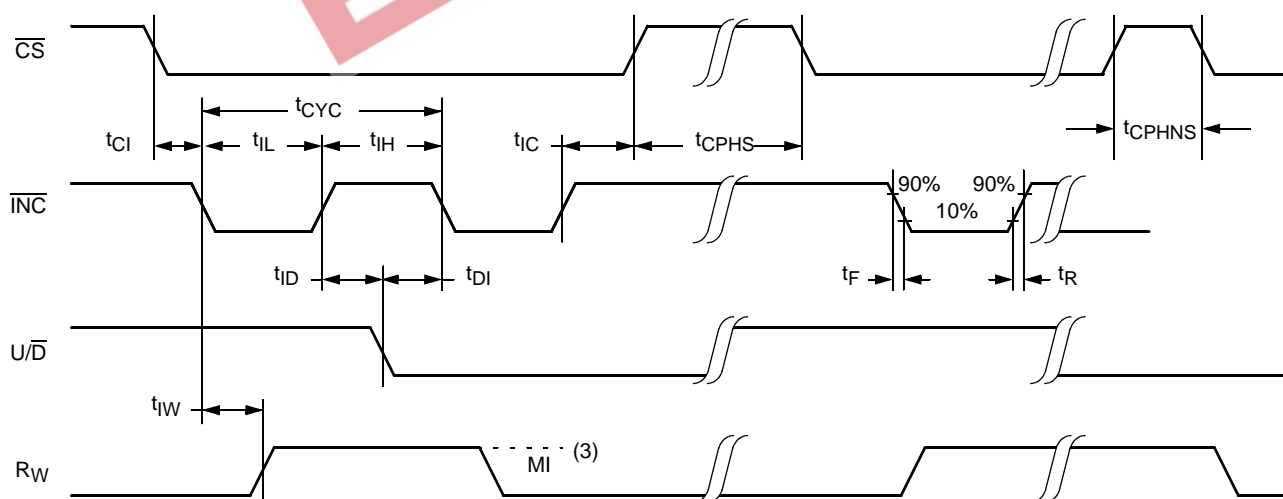 CS
tCYC
tCI
tIL
tIH
tIC
tCPHS
tCPHNS
INC
90%
90%
10%
tID
tDI
tF
tR
U/D
tIW
RW
MI
(3)